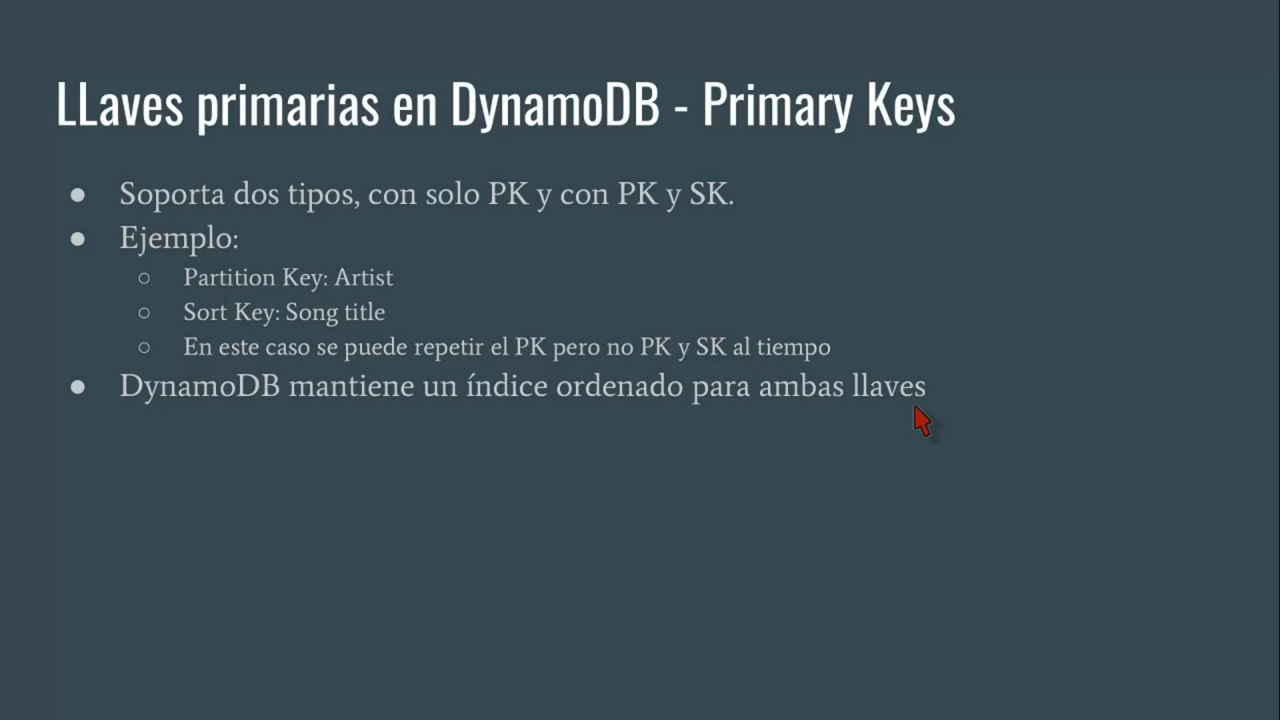 LLaves primarias en DynamoDB - Primary Keys
● Soporta dos tipos, con solo PK y con PK y SK.
● Ejemplo:
○ Partition Key: Artist
○ Sort Key: Song title
○ En este caso se puede repetir el PK pero no PK y SK al tiempo
● DynamoDB mantiene un índice ordenado para ambas llaves